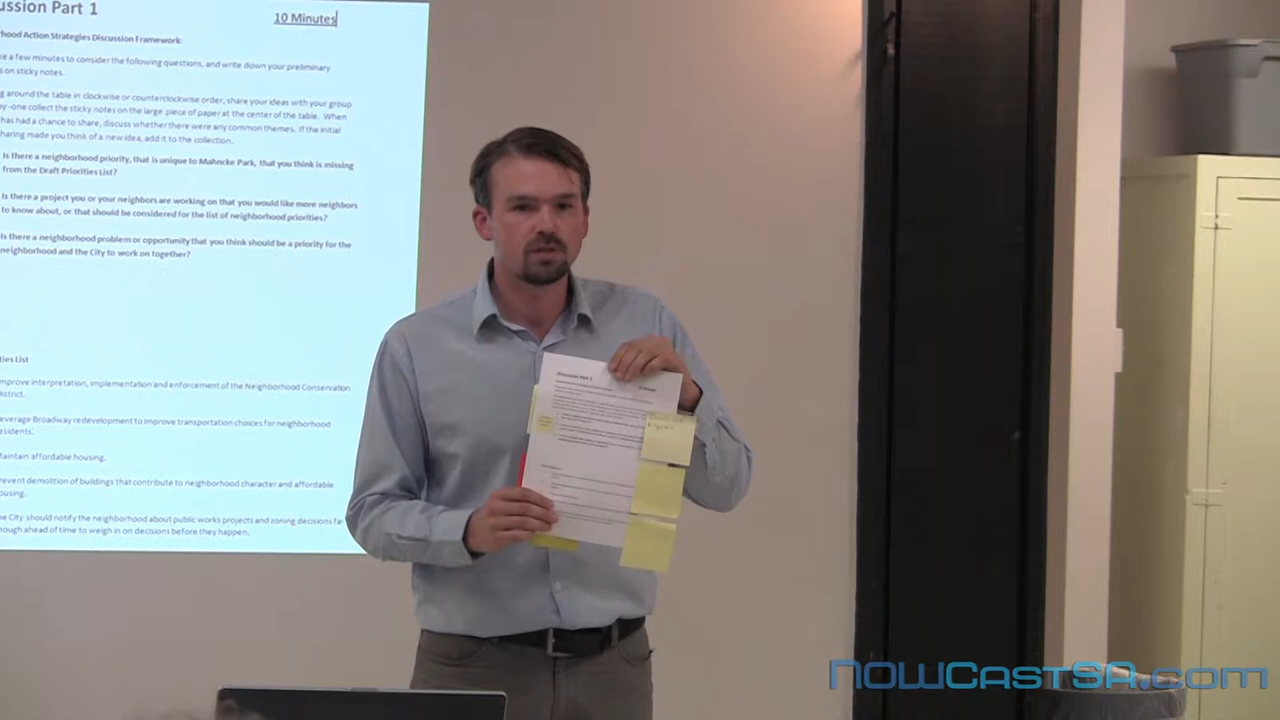 ussion Part 1
10 Minutes
rhood Action Strategies Discussion Framework:
ke a few minutes to consider the following questions, and write down your preliminary
s on sticky notes.
g around the table in clockwise or counterclockwise order, share your ideas with your group
by-one collect the sticky notes on the large piece of paper at the center of the table. When
has had a chance to share, discuss whether there were any common themes. If the initial
haring made you think of a new idea, add it to the collection.
Is there a neighborhood priority, that is unique to Mahncke Park, that you think is missing
from the Draft Priorities List?
Is there a project you or your neighbors are working on that you would like more neighbors
to know about, or that should be considered for the list of neighborhood priorities?
Is there a neighborhood problem or opportunity that you think should be a priority for the
neighborhood and the City to work on together?
ties List
mprove interpretation, implementation and enforcement of the Neighborhood Conservation
District.
everage Broadway redevelopment to improve transportation choices for neighborhood
esidents.
aintain affordable housing.
revent demolition of buildings that contribute to neighborhood character and affordable
ousing.
he City should notify the neighborhood about public works projects and zoning decisions fa
nough ahead of time to weigh in on decisions before they happen.
Discussion Part 1
NOWCASTSA.com